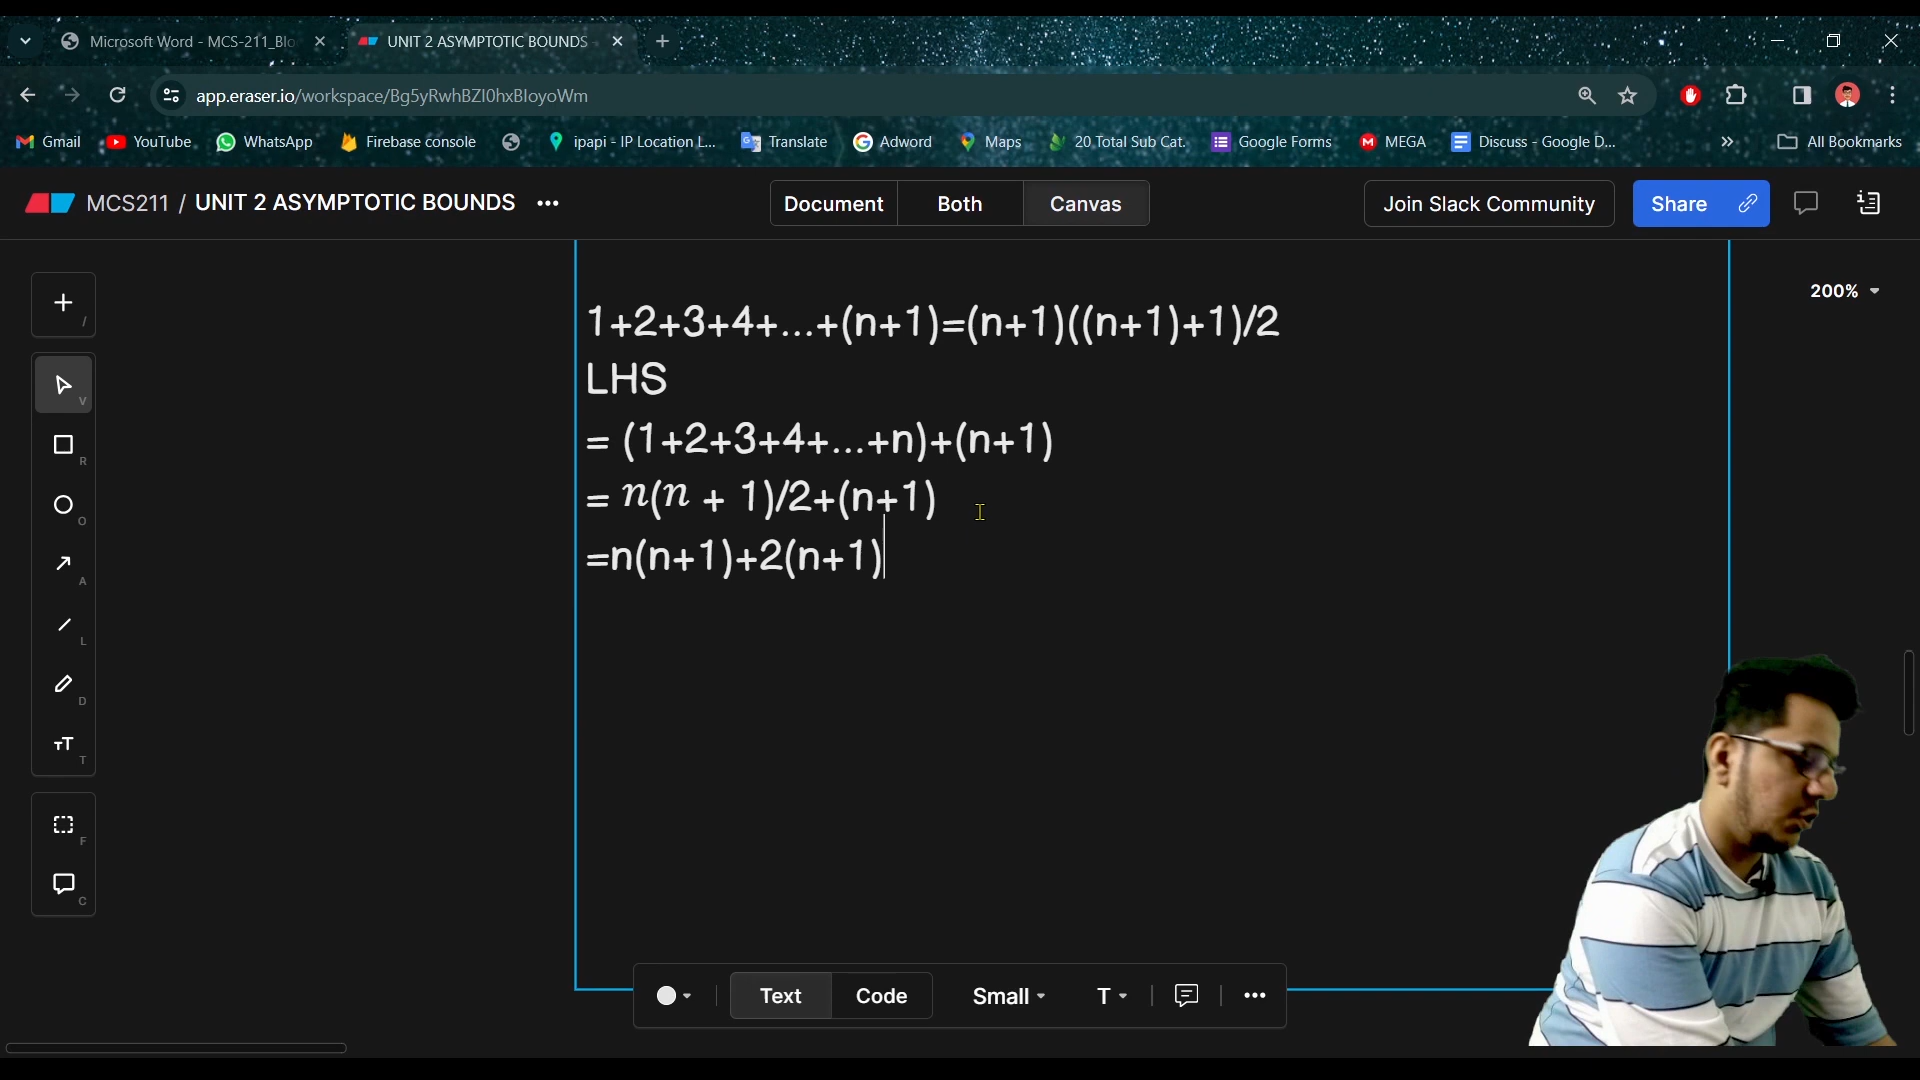 Microsoft Word - MCS-211_Blo
UNIT 2 ASYMPTOTIC BOUNDS
app.eraser.io/workspace/Bg5yRwhBZI0hxBIoyoWm
Gmail
YouTube
WhatsApp
Firebase console
ipapi - IP Location L...
Translate
Adword
Maps
20 Total Sub Cat.
Google Forms
MEGA
Discuss - Google D...
»
All Bookmarks
MCS211 / UNIT 2 ASYMPTOTIC BOUNDS
Document
Both
Canvas
Join Slack Community
Share
200%
1+2+3+4+...+(n+1)=(n+1)((n+1)+1)/2
LHS
= (1+2+3+4+...+n)+(n+1)
= 𝑛(𝑛 + 1)/2+(n+1)
=n(n+1)+2(n+1)
/
V
R
O
A
L
D
T
F
C
Text
Code
Small
T